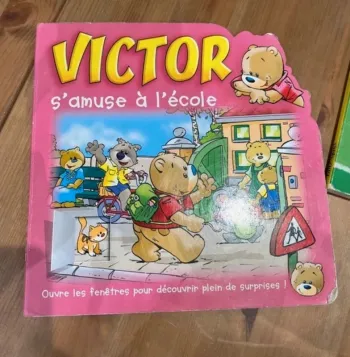 VICTOR
s'amuse à l'école
Ouvre les fenêtres pour découvrir plein de surprises !